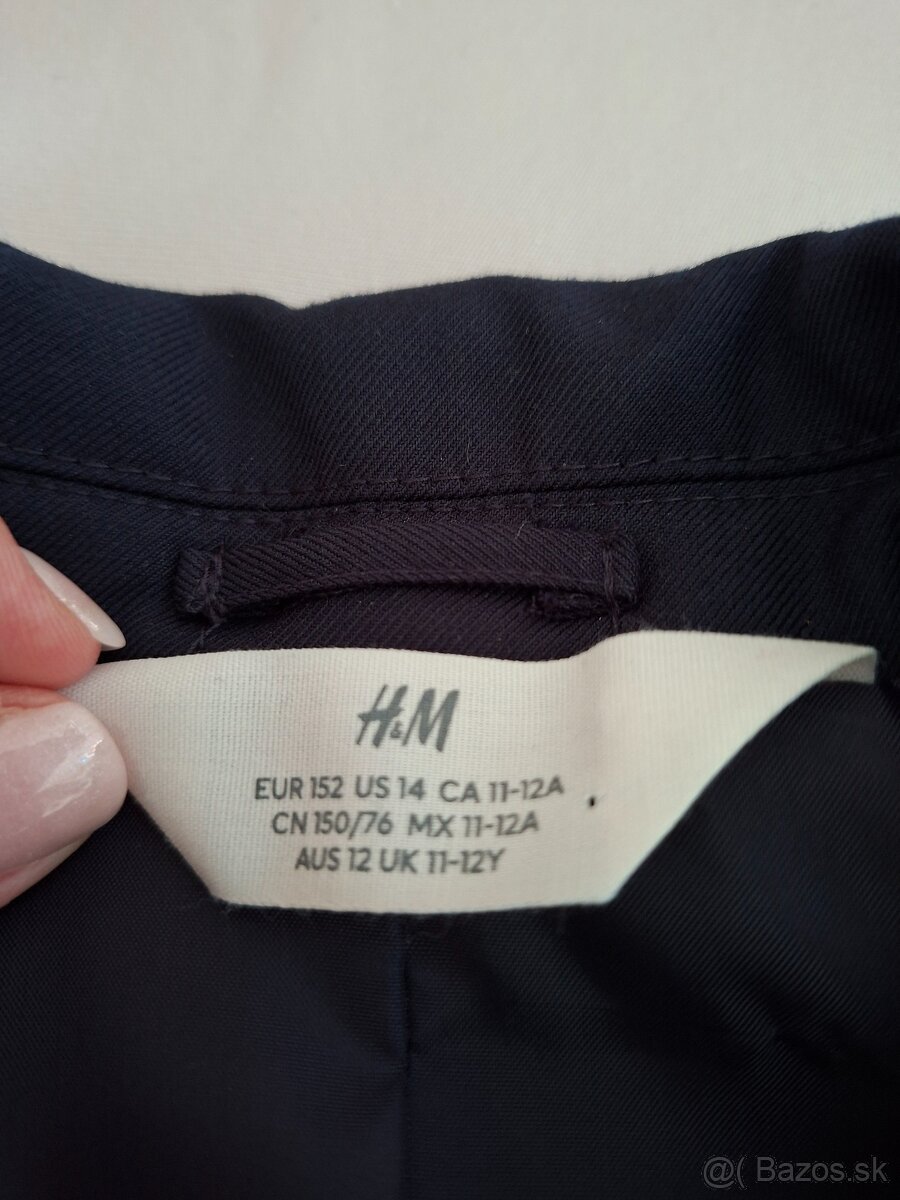 H&M
EUR 152 US 14 CA 11-12A
CN 150/76 MX 11-12A
AUS 12 UK 11-12Y
@( Bazos.sk